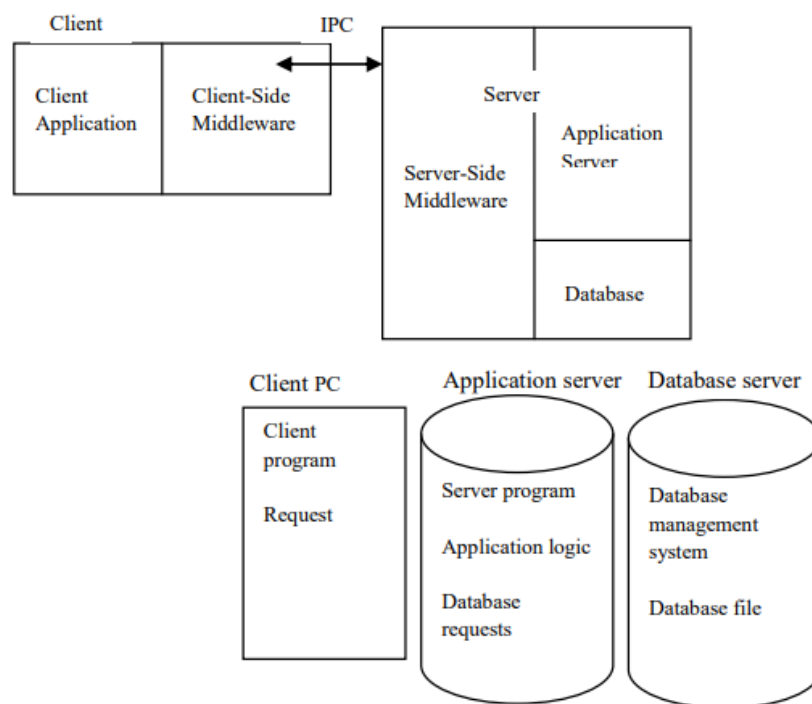 Client
IPC
Client
Application
Client-Side
Middleware
Server
Server-Side
Middleware
Application
Server
Database
Client PC
Application server
Database server
Client
program
Request
Server program
Application logic
Database
requests
Database
management
system
Database file